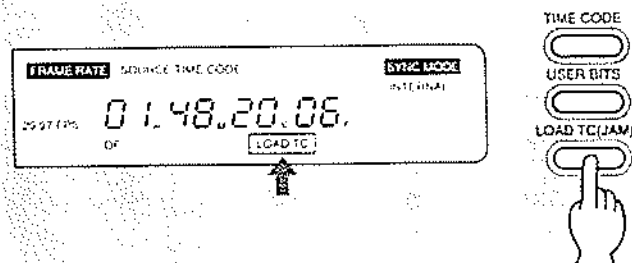 TIME CODE
FRAME RATE SOURCE TIME CODE SYNC MODE
INTERNAL
USER BITS
29.97 FPS 01.48.20.06.
DF LOAD TC
LOAD TC(JAM)